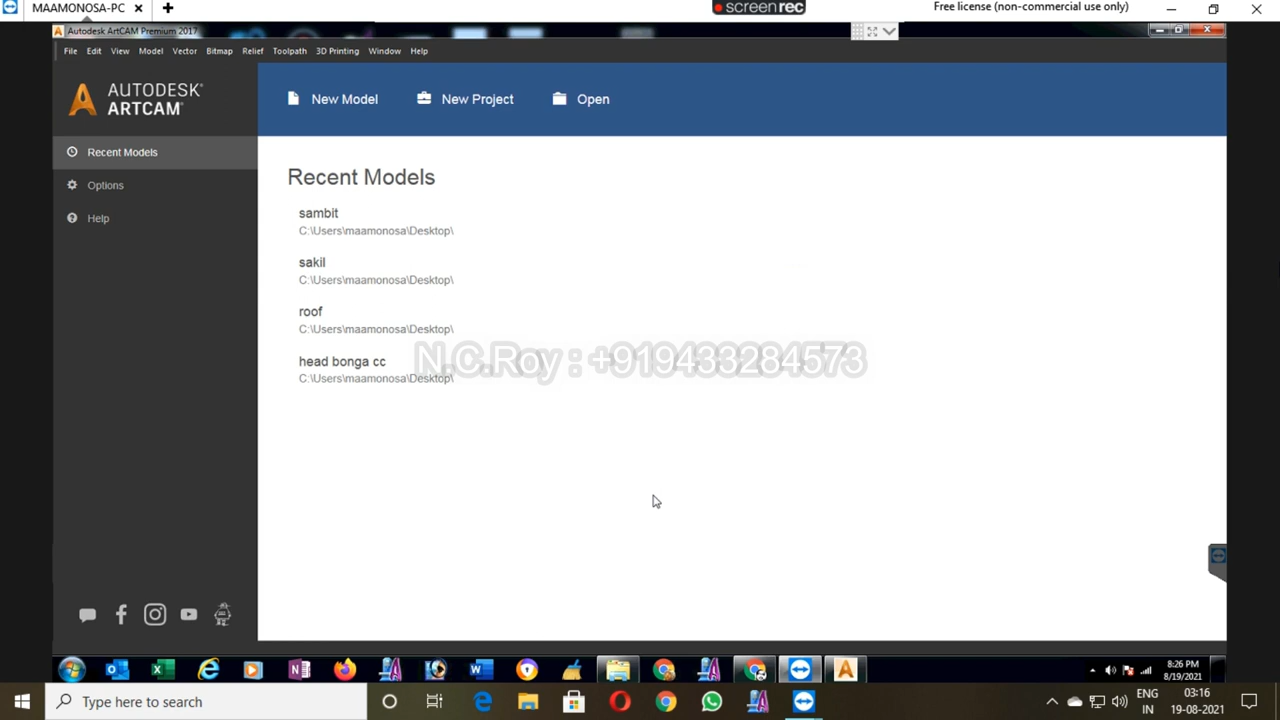 MAAMONOSA-PC
screenrec
Free license (non-commercial use only)
Autodesk ArtCAM Premium 2017
File Edit View Model Vector Bitmap Relief Toolpath 3D Printing Window Help
AUTODESK
ARTCAM
New Model New Project Open
Recent Models
Options
Help
Recent Models
sambit
C:\Users\maamonosa\Desktop\
sakil
C:\Users\maamonosa\Desktop\
roof
C:\Users\maamonosa\Desktop\
head bonga cc
C:\Users\maamonosa\Desktop\
N.C.Roy : +919433284573
8:26 PM
8/19/2021
Type here to search
ENG
IN
03:16
19-08-2021